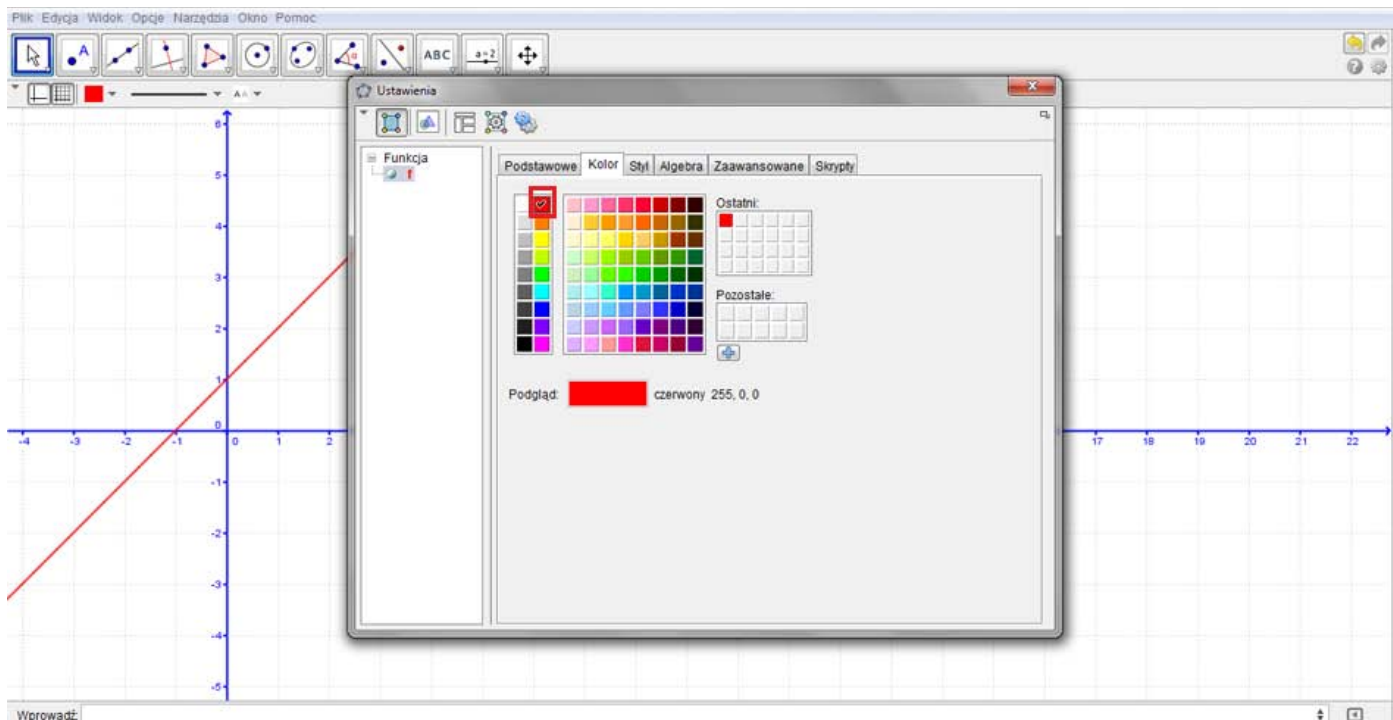 Plik Edycja Widok Opcje Narzędzia Okno Pomoc
A
α
ABC
a=2
A A
Ustawienia
Funkcja
f
Podstawowe Kolor Styl Algebra Zaawansowane Skrypty
Ostatni:
Pozostałe:
Podgląd: czerwony 255, 0, 0
6
5
4
3
2
1
0
-4 -3 -2 -1 0 1 2 17 18 19 20 21 22
-1
-2
-3
-4
-5
Wprowadź: